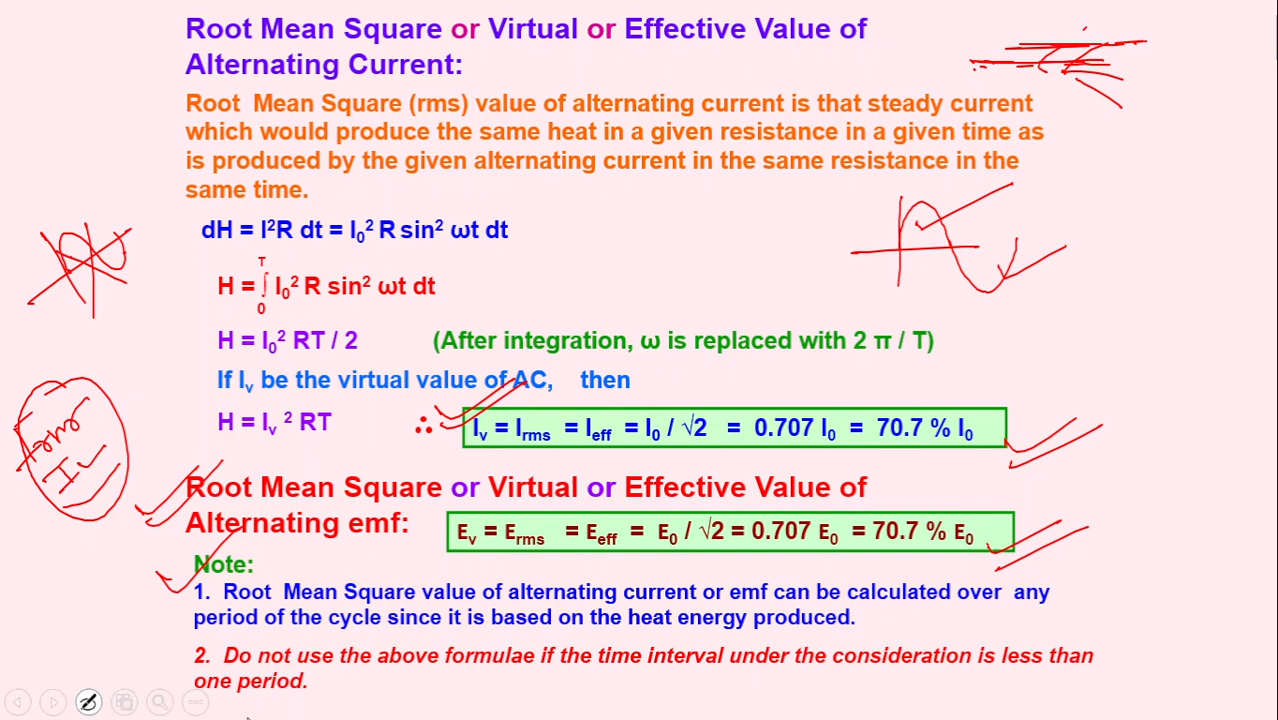 Root Mean Square or Virtual or Effective Value of
Alternating Current:
Root Mean Square (rms) value of alternating current is that steady current
which would produce the same heat in a given resistance in a given time as
is produced by the given alternating current in the same resistance in the
same time.
dH = I²R dt = I₀² R sin² ωt dt
H = ∫₀ᵀ I₀² R sin² ωt dt
H = I₀² RT / 2 (After integration, ω is replaced with 2 π / T)
If Iᵥ be the virtual value of AC, then
H = Iᵥ ² RT ∴ Iᵥ = Irms = Ieff = I₀ / √2 = 0.707 I₀ = 70.7 % I₀
Irms
Iv
Root Mean Square or Virtual or Effective Value of
Alternating emf: Eᵥ = Erms = Eeff = E₀ / √2 = 0.707 E₀ = 70.7 % E₀
Note:
1. Root Mean Square value of alternating current or emf can be calculated over any
period of the cycle since it is based on the heat energy produced.
2. Do not use the above formulae if the time interval under the consideration is less than
one period.